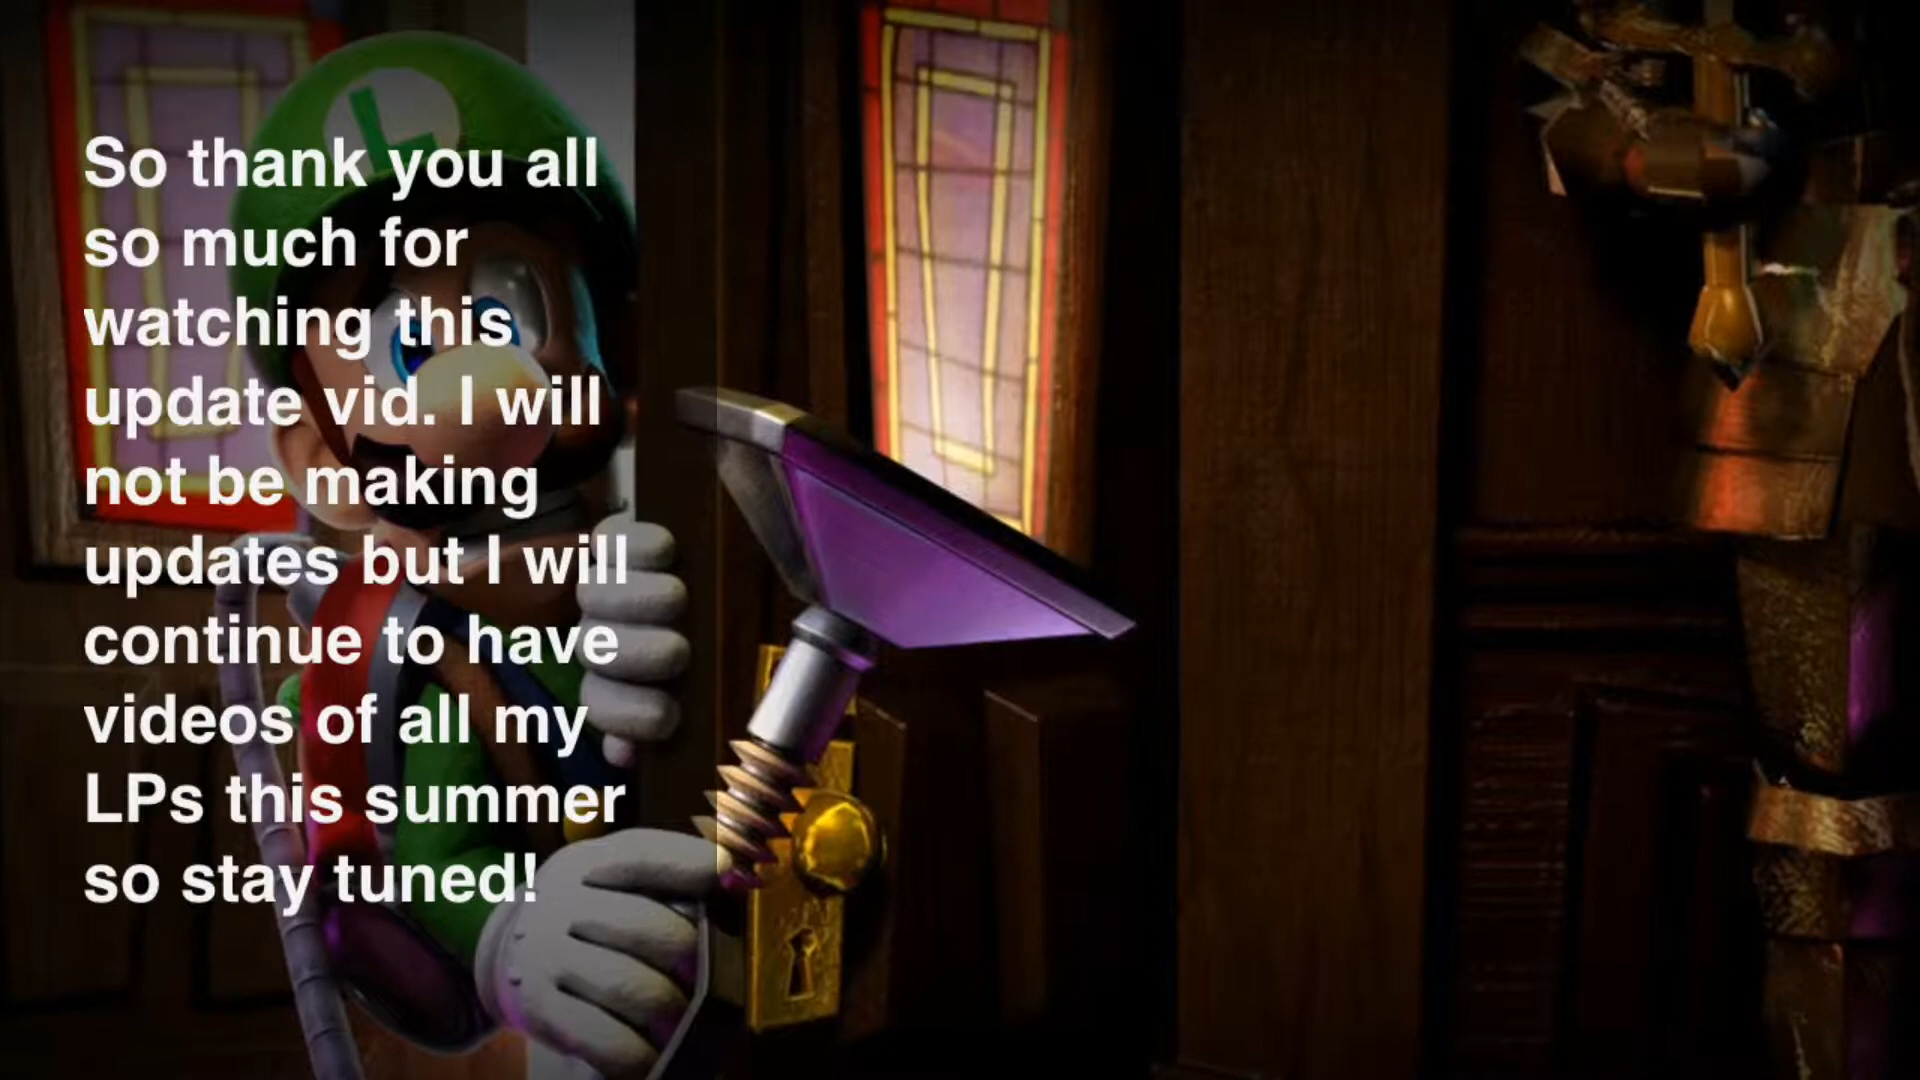 L
So thank you all
so much for
watching this
update vid. I will
not be making
updates but I will
continue to have
videos of all my
LPs this summer
so stay tuned!